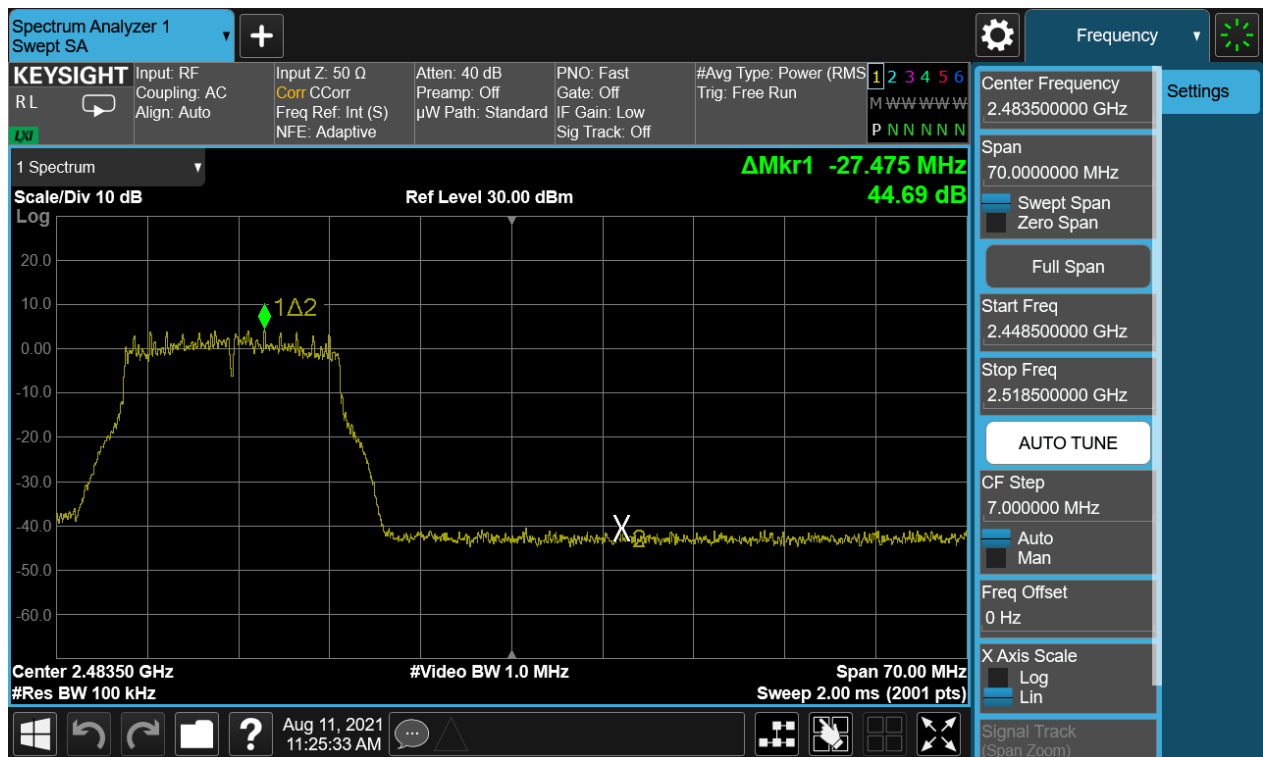 Spectrum Analyzer 1
Swept SA
Frequency
KEYSIGHT
R L
LXI
Input: RF
Coupling: AC
Align: Auto
Input Z: 50 Ω
Corr CCorr
Freq Ref: Int (S)
NFE: Adaptive
Atten: 40 dB
Preamp: Off
µW Path: Standard
PNO: Fast
Gate: Off
IF Gain: Low
Sig Track: Off
#Avg Type: Power (RMS
Trig: Free Run
1 2 3 4 5 6
M W W W W W
P N N N N N
1 Spectrum
Scale/Div 10 dB
Ref Level 30.00 dBm
ΔMkr1 -27.475 MHz
44.69 dB
Log
20.0
10.0
0.00
-10.0
-20.0
-30.0
-40.0
-50.0
-60.0
1Δ2
X2
Center 2.48350 GHz
#Res BW 100 kHz
#Video BW 1.0 MHz
Span 70.00 MHz
Sweep 2.00 ms (2001 pts)
Aug 11, 2021
11:25:33 AM
Center Frequency
2.483500000 GHz
Span
70.0000000 MHz
Swept Span
Zero Span
Full Span
Start Freq
2.448500000 GHz
Stop Freq
2.518500000 GHz
AUTO TUNE
CF Step
7.000000 MHz
Auto
Man
Freq Offset
0 Hz
X Axis Scale
Log
Lin
Signal Track
(Span Zoom)
Settings